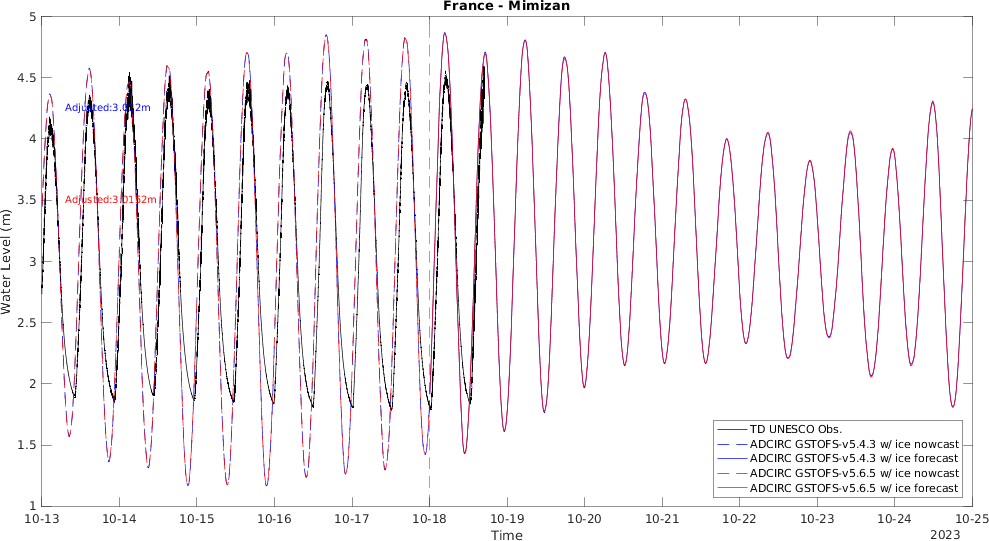 France - Mimizan
Water Level (m)
5
4.5
4
3.5
3
2.5
2
1.5
1
Adjusted:3.0152m
TD UNESCO Obs.
ADCIRC GSTOFS-v5.4.3 w/ ice nowcast
ADCIRC GSTOFS-v5.4.3 w/ ice forecast
ADCIRC GSTOFS-v5.6.5 w/ ice nowcast
ADCIRC GSTOFS-v5.6.5 w/ ice forecast
10-13 10-14 10-15 10-16 10-17 10-18 10-19 10-20 10-21 10-22 10-23 10-24 10-25
Time
2023